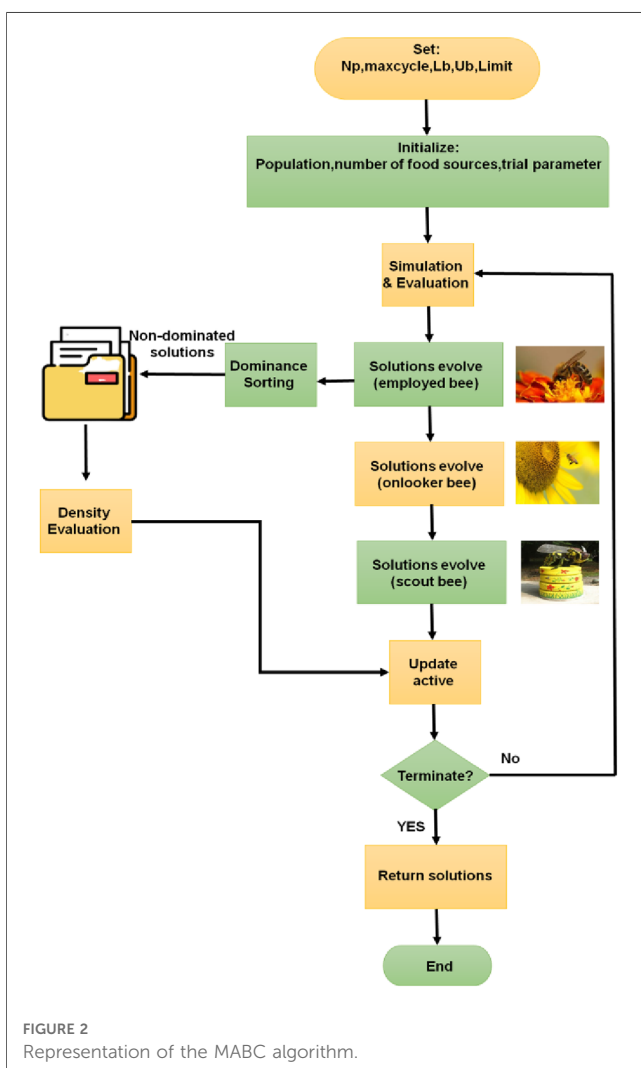 Set:
Np,maxcycle,Lb,Ub,Limit
Initialize:
Population,number of food sources,trial parameter
Simulation
& Evaluation
Non-dominated
solutions
Dominance
Sorting
Solutions evolve
(employed bee)
Solutions evolve
(onlooker bee)
Density
Evaluation
Solutions evolve
(scout bee)
Update
active
No
Terminate?
YES
Return solutions
End
FIGURE 2
Representation of the MABC algorithm.